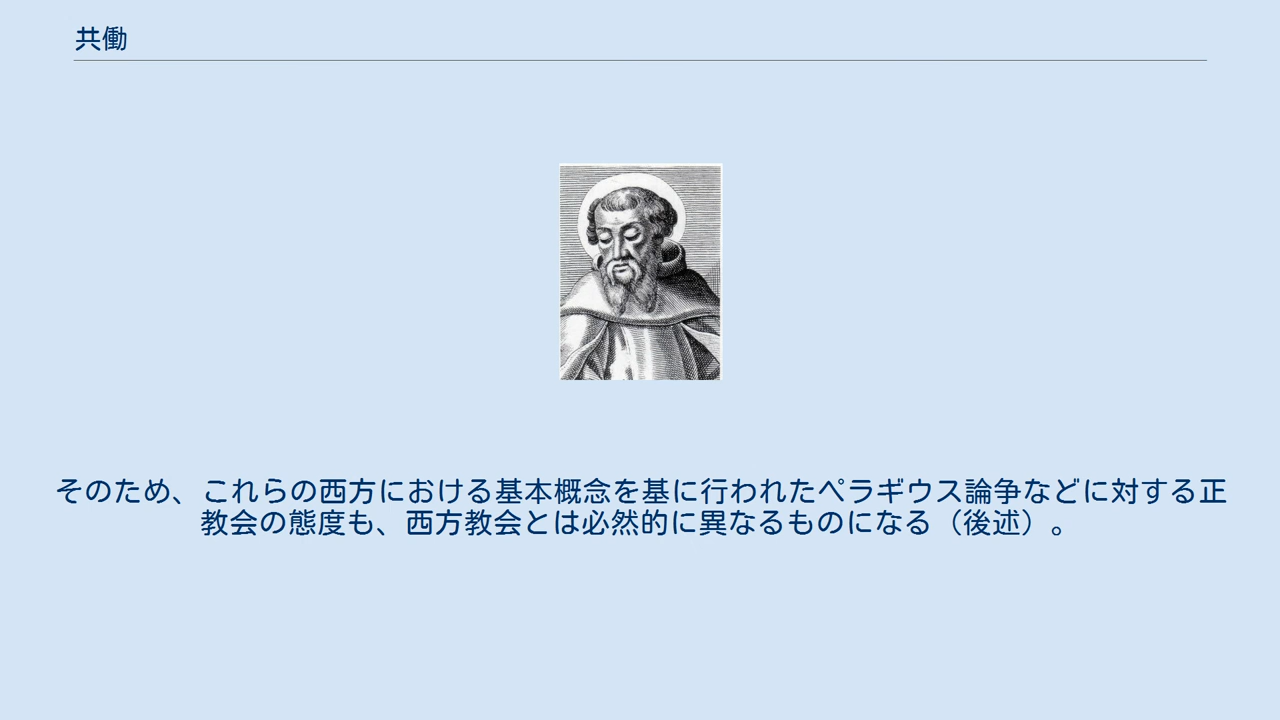 共働
そのため、これらの西方における基本概念を基に行われたペラギウス論争などに対する正
教会の態度も、西方教会とは必然的に異なるものになる（後述）。